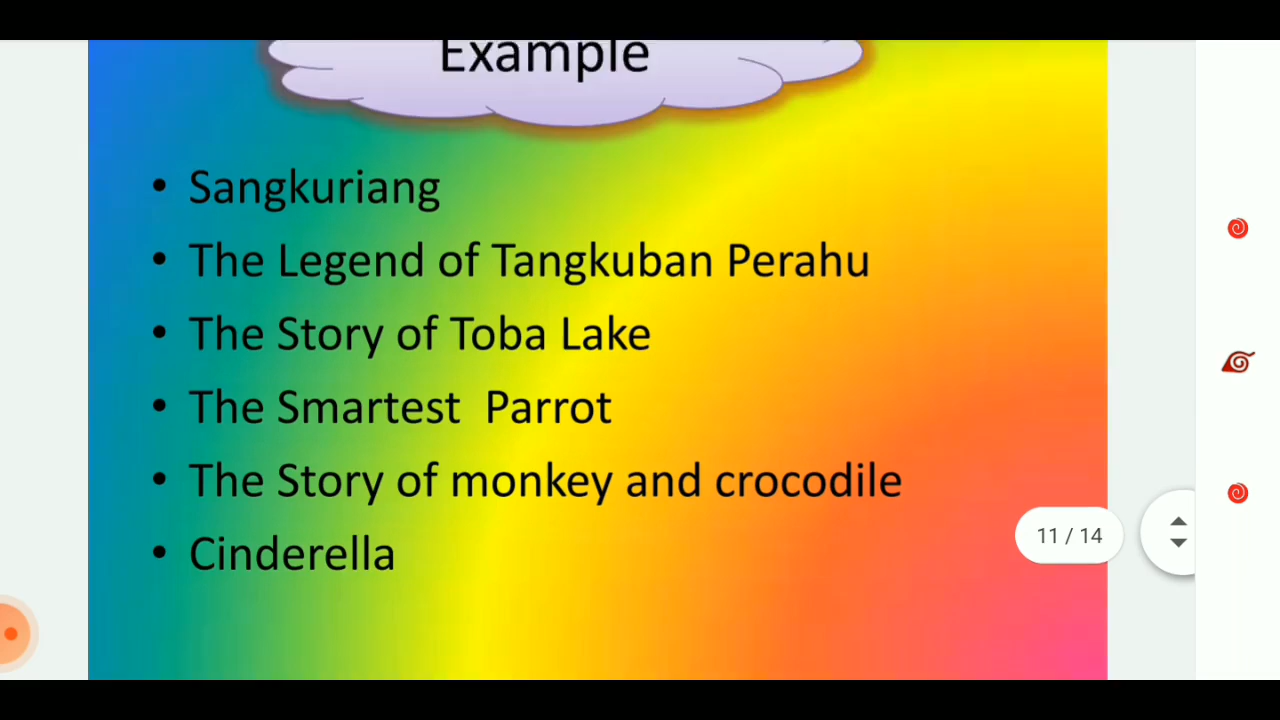 Example
• Sangkuriang
• The Legend of Tangkuban Perahu
• The Story of Toba Lake
• The Smartest  Parrot
• The Story of monkey and crocodile
• Cinderella
11 / 14